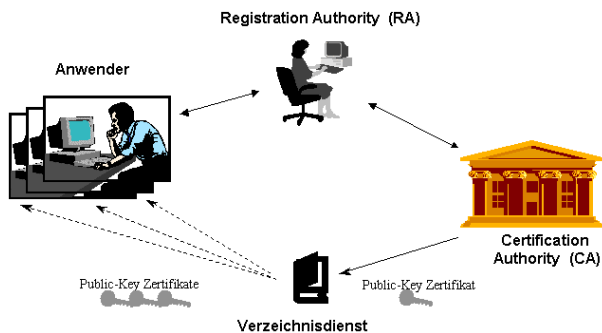 Registration Authority (RA)
Anwender
Certification
Authority (CA)
Public-Key Zertifikate
Public-Key Zertifikat
Verzeichnisdienst